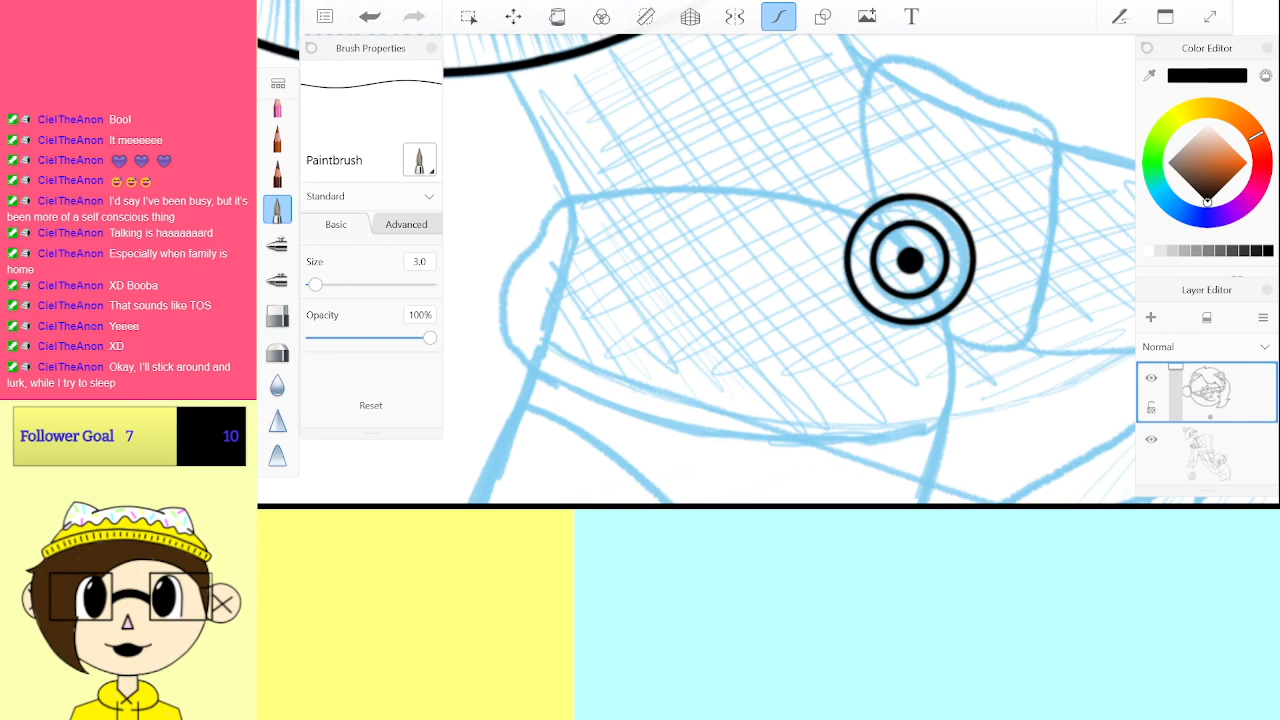 CielTheAnon Boo!
CielTheAnon It meeeeee
CielTheAnon
CielTheAnon
CielTheAnon I'd say I've been busy, but it's
been more of a self conscious thing
CielTheAnon Talking is haaaaaard
CielTheAnon Especially when family is
home
CielTheAnon XD Booba
CielTheAnon That sounds like TOS
CielTheAnon Yeeee
CielTheAnon XD
CielTheAnon Okay, I'll stick around and
lurk, while I try to sleep
Follower Goal 7 10
Brush Properties
Paintbrush
Standard
Basic Advanced
Size 3.0
Opacity 100%
Reset
T
Color Editor
Layer Editor
Normal